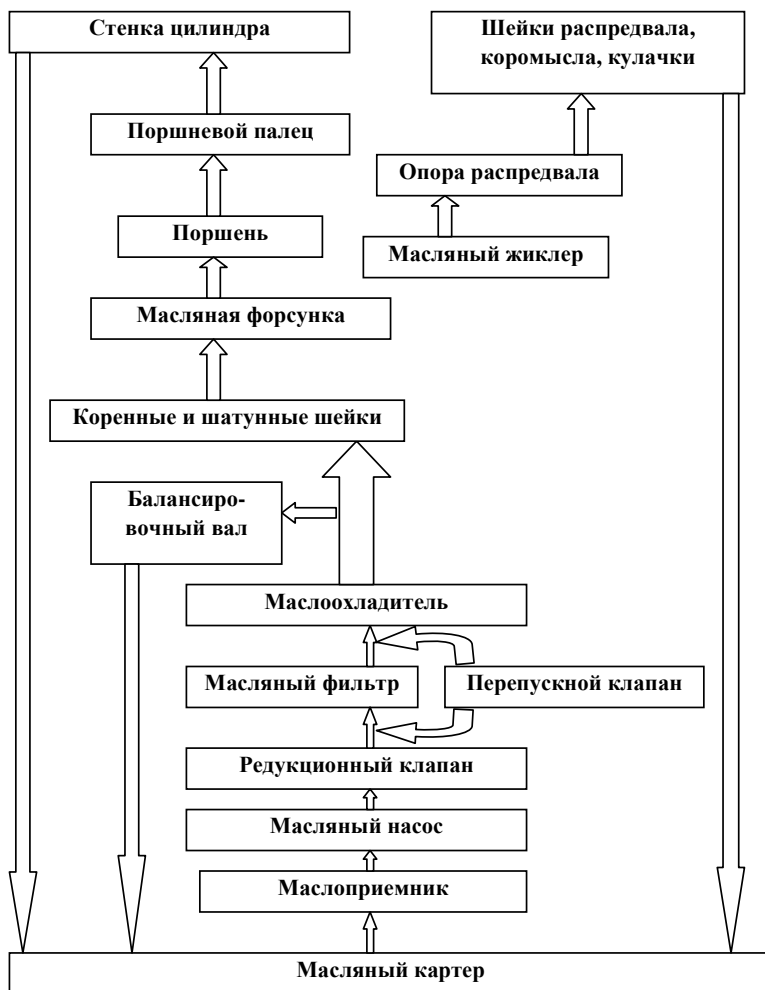 Стенка цилиндра
Шейки распредвала,
коромысла, кулачки
Поршневой палец
Опора распредвала
Поршень
Масляный жиклер
Масляная форсунка
Коренные и шатунные шейки
Балансиро-
вочный вал
Маслоохладитель
Масляный фильтр
Перепускной клапан
Редукционный клапан
Масляный насос
Маслоприемник
Масляный картер